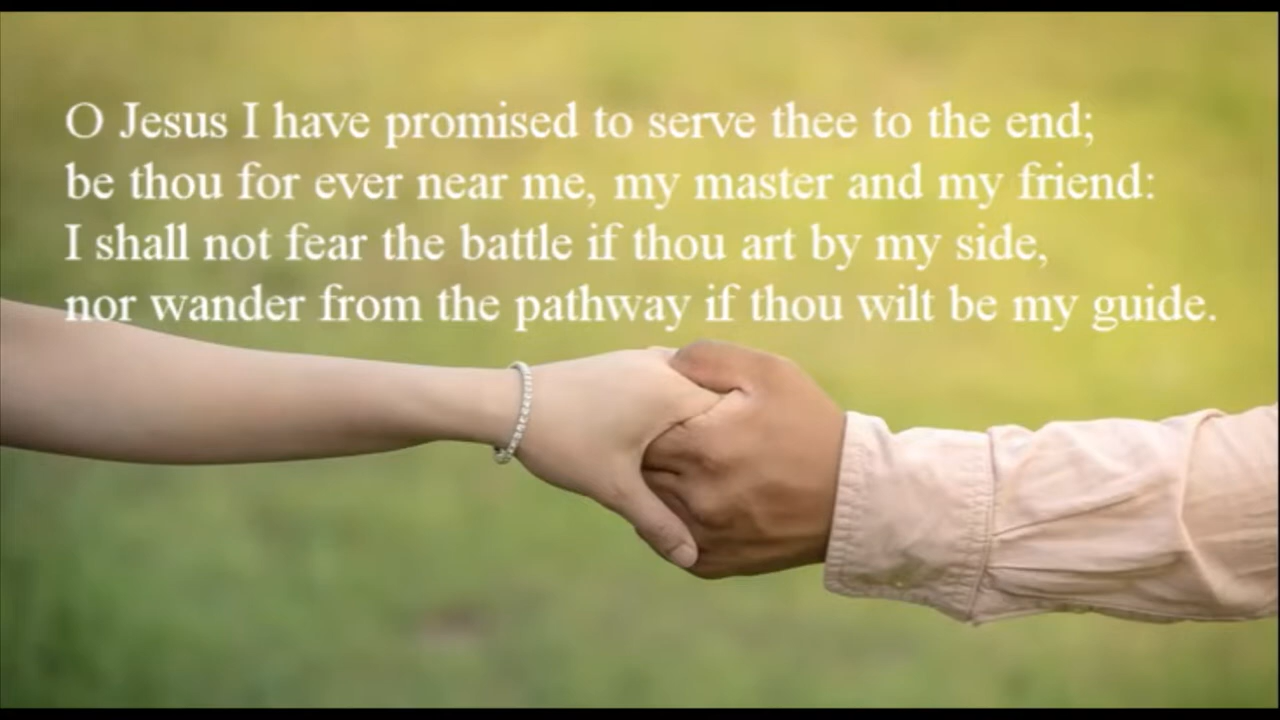 O Jesus I have promised to serve thee to the end;
be thou for ever near me, my master and my friend:
I shall not fear the battle if thou art by my side,
nor wander from the pathway if thou wilt be my guide.